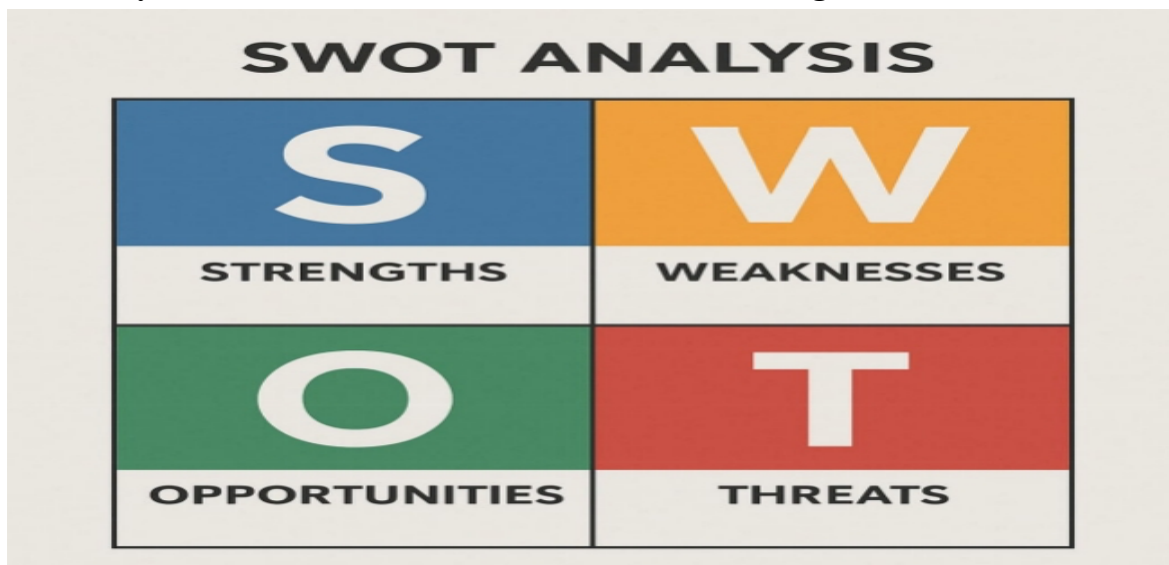 SWOT ANALYSIS
S
W
STRENGTHS
WEAKNESSES
O
T
OPPORTUNITIES
THREATS